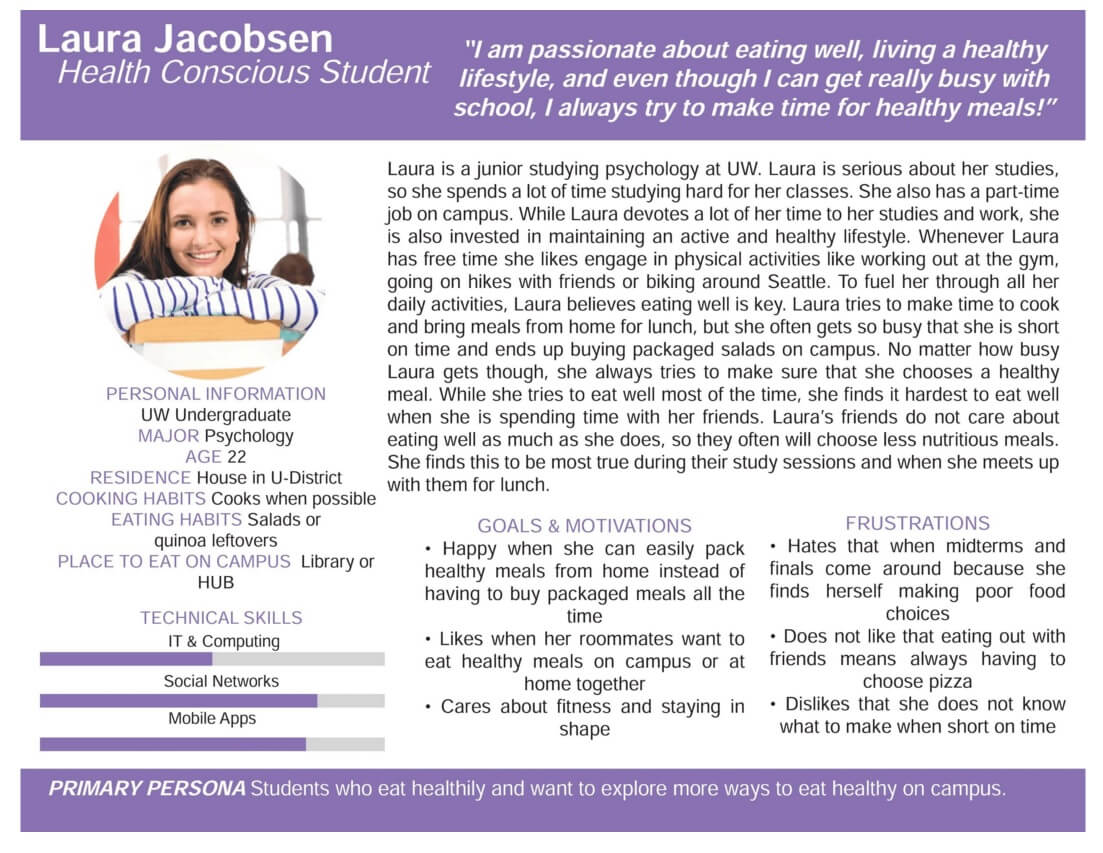 Laura Jacobsen
Health Conscious Student
"I am passionate about eating well, living a healthy
lifestyle, and even though I can get really busy with
school, I always try to make time for healthy meals!”
Laura is a junior studying psychology at UW. Laura is serious about her studies,
so she spends a lot of time studying hard for her classes. She also has a part-time
job on campus. While Laura devotes a lot of her time to her studies and work, she
is also invested in maintaining an active and healthy lifestyle. Whenever Laura
has free time she likes engage in physical activities like working out at the gym,
going on hikes with friends or biking around Seattle. To fuel her through all her
daily activities, Laura believes eating well is key. Laura tries to make time to cook
and bring meals from home for lunch, but she often gets so busy that she is short
on time and ends up buying packaged salads on campus. No matter how busy
Laura gets though, she always tries to make sure that she chooses a healthy
meal. While she tries to eat well most of the time, she finds it hardest to eat well
when she is spending time with her friends. Laura’s friends do not care about
eating well as much as she does, so they often will choose less nutritious meals.
She finds this to be most true during their study sessions and when she meets up
with them for lunch.
PERSONAL INFORMATION
UW Undergraduate
MAJOR Psychology
AGE 22
RESIDENCE House in U-District
COOKING HABITS Cooks when possible
EATING HABITS Salads or
quinoa leftovers
PLACE TO EAT ON CAMPUS Library or
HUB
TECHNICAL SKILLS
IT & Computing
Social Networks
Mobile Apps
GOALS & MOTIVATIONS
• Happy when she can easily pack
healthy meals from home instead of
having to buy packaged meals all the
time
• Likes when her roommates want to
eat healthy meals on campus or at
home together
• Cares about fitness and staying in
shape
FRUSTRATIONS
• Hates that when midterms and
finals come around because she
finds herself making poor food
choices
• Does not like that eating out with
friends means always having to
choose pizza
• Dislikes that she does not know
what to make when short on time
PRIMARY PERSONA Students who eat healthily and want to explore more ways to eat healthy on campus.